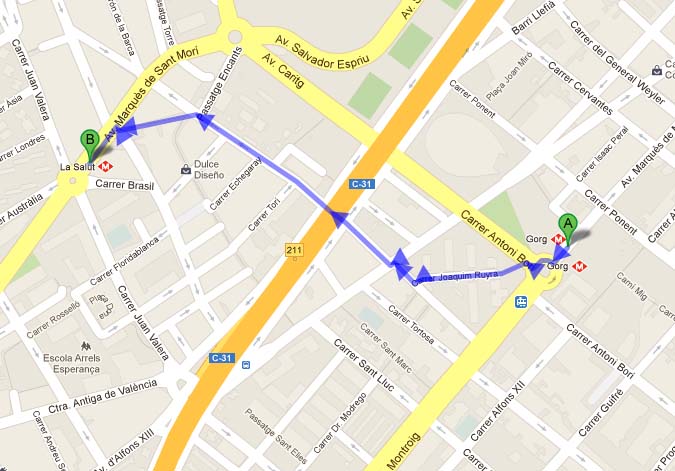 Passatge Torre
Av. Marquès de Sant Morí
Av. Salvador Espriu
Av. Caritg
Passatge Encants
Barri Llefià
Carrer del General Weyler
Plaça Joan Miró
Carrer Cervantes
Carrer Ponent
Carrer Juan Valera
Carrer Asia
Carrer Londres
B
La Salut
M
Carrer Brasil
Dulce
Diseño
Carrer Echegaray
Carrer Tori
C-31
Carrer Isaac Peral
Av. Marquès de M
Carrer Ponent
A
Carrer Antoni Bori
Gorg
M
Gorg
M
Carrer Austràlia
Carrer Floridablanca
211
Carrer Joaquim Ruyra
Camí Mig
Carrer Rosselló
Carrer Juan Valera
Carrer Tortosa
Carrer Sant Marc
Carrer Antoni Bori
C-31
Escola Arrels
Esperança
Carrer Sant Lluc
Ctra. Antiga de València
Carrer Alfons XII
Carrer Guifré
Carrer Dr. Modrego
Passatge Sant Elies
Av. d'Alfons XIII
Montroig
Carrer Andreu S
Carrer Pro